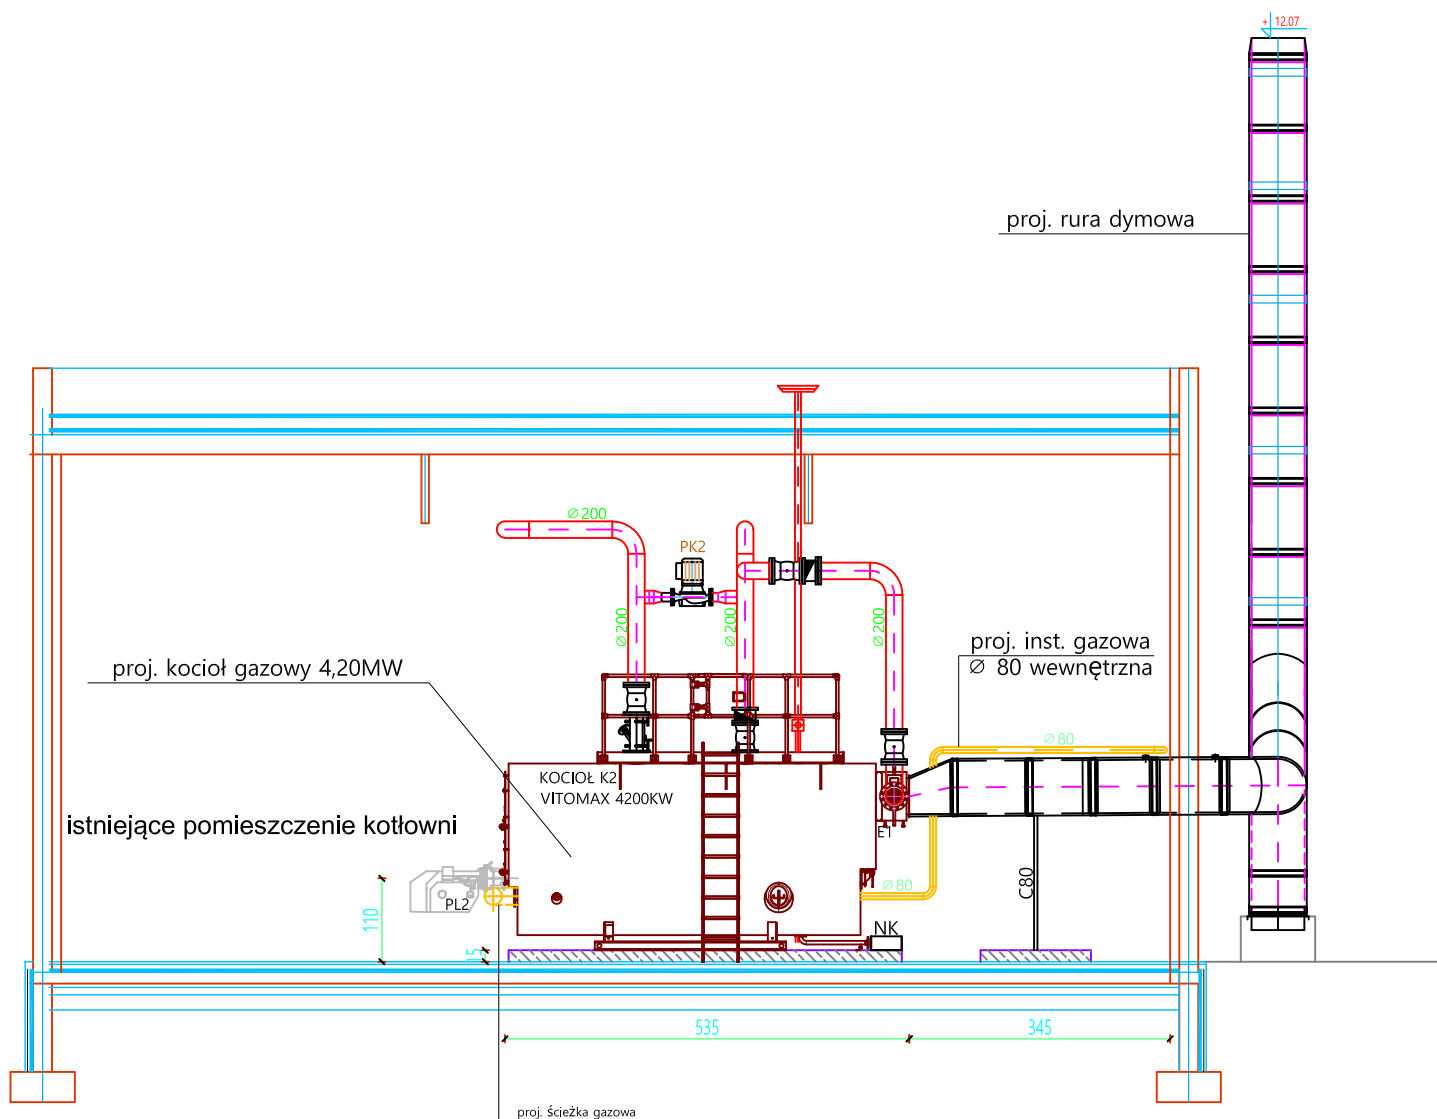 + 12.07
proj. rura dymowa
Ø200
PK2
Ø200
Ø200
Ø200
proj. inst. gazowa
Ø 80 wewnętrzna
proj. kocioł gazowy 4,20MW
Ø80
KOCIOŁ K2
VITOMAX 4200KW
istniejące pomieszczenie kotłowni
E1
Ø80
C80
PL2
110
NK
15
535
345
proj. ścieżka gazowa